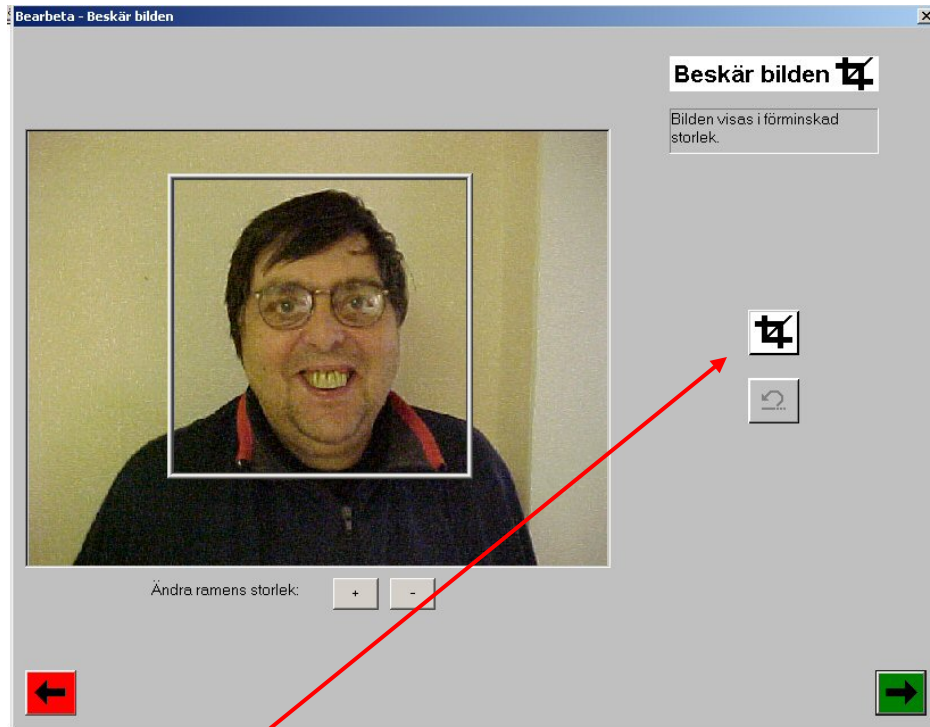 Bearbeta - Beskär bilden
Beskär bilden
Bilden visas i förminskad
storlek.
Ändra ramens storlek:
+
-